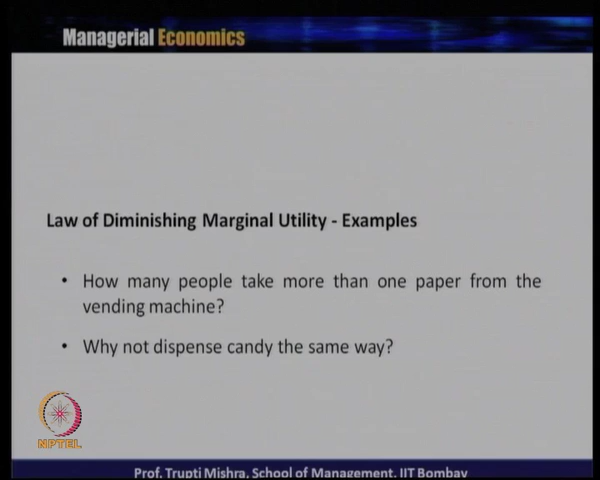 Managerial Economics
Law of Diminishing Marginal Utility - Examples
• How many people take more than one paper from the
vending machine?
• Why not dispense candy the same way?
NPTEL
Prof. Trupti Mishra, School of Management, IIT Bombay